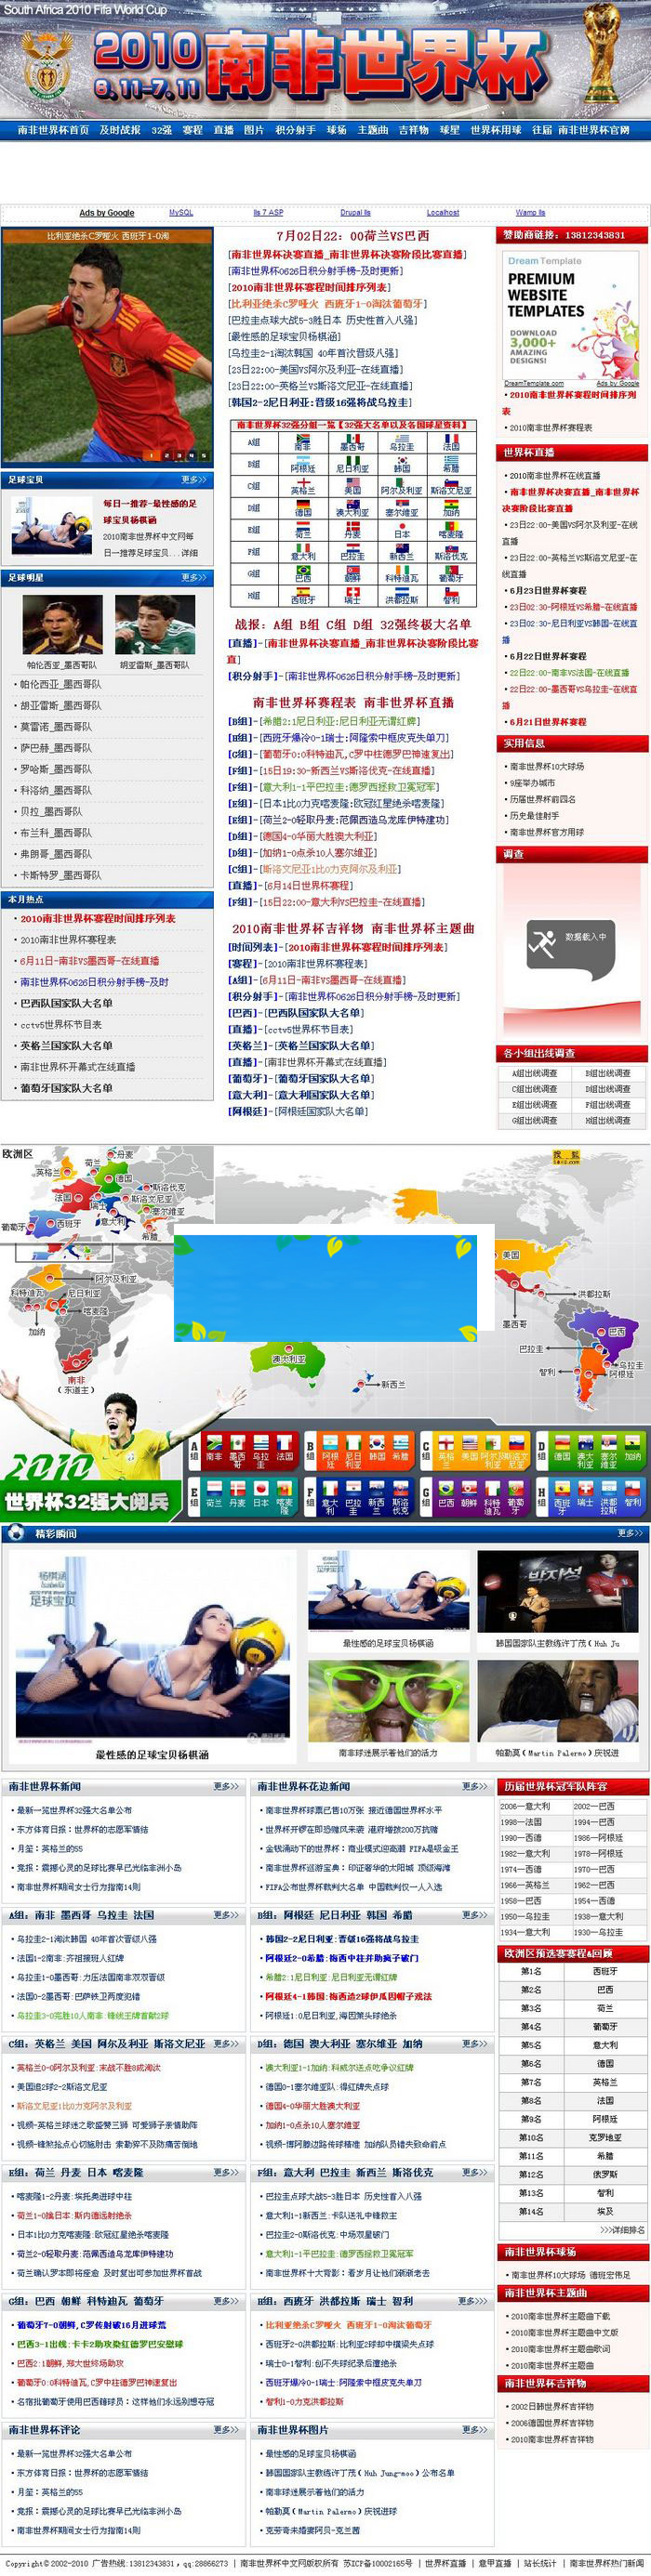 South Africa 2010 Fifa World Cup
2010
6.11-7.11
南非世界杯
南非世界杯首页 及时战报 32强 赛程 直播 图片 积分射手 球场 主题曲 吉祥物 球星 世界杯用球 往届 南非世界杯官网
Ads by Google MySQL IIs 7 ASP Drupal IIs Localhost Wamp IIs
比利亚绝杀C罗哑火 西班牙1-0淘
1 2 3 4 5
足球宝贝 更多>>
每日一推荐-最性感的足
球宝贝杨棋涵
2010南非世界杯中文网每
日一推荐足球宝贝...详细
足球明星 更多>>
帕伦西亚_墨西哥队 胡亚雷斯_墨西哥队
·帕伦西亚_墨西哥队
·胡亚雷斯_墨西哥队
·莫雷诺_墨西哥队
·萨巴赫_墨西哥队
·罗哈斯_墨西哥队
·科洛纳_墨西哥队
·贝拉_墨西哥队
·布兰科_墨西哥队
·弗朗哥_墨西哥队
·卡斯特罗_墨西哥队
本月热点
·2010南非世界杯赛程时间排序列表
·2010南非世界杯赛程表
·6月11日-南非VS墨西哥-在线直播
·南非世界杯0626日积分射手榜-及时
·巴西队国家队大名单
·cctv5世界杯节目表
·英格兰国家队大名单
·南非世界杯开幕式在线直播
·葡萄牙国家队大名单
7月02日22：00荷兰VS巴西
[南非世界杯决赛直播_南非世界杯决赛阶段比赛直播]
[南非世界杯0626日积分射手榜-及时更新]
[2010南非世界杯赛程时间排序列表]
[比利亚绝杀C罗哑火 西班牙1-0淘汰葡萄牙]
[巴拉圭点球大战5-3胜日本 历史性首入八强]
[最性感的足球宝贝杨棋涵]
[乌拉圭2-1淘汰韩国 40年首次晋级八强]
[23日22:00-美国VS阿尔及利亚-在线直播]
[23日22:00-英格兰VS斯洛文尼亚-在线直播]
[韩国2-2尼日利亚:晋级16强将战乌拉圭]
南非世界杯32强分组一览【32强大名单以及各国球星资料】
A组 南非 墨西哥 乌拉圭 法国
B组 阿根廷 尼日利亚 韩国 希腊
C组 英格兰 美国 阿尔及利亚 斯洛文尼亚
D组 德国 澳大利亚 塞尔维亚 加纳
E组 荷兰 丹麦 日本 喀麦隆
F组 意大利 巴拉圭 新西兰 斯洛伐克
G组 巴西 朝鲜 科特迪瓦 葡萄牙
H组 西班牙 瑞士 洪都拉斯 智利
战报：A组 B组 C组 D组 32强终极大名单
[直播]-[南非世界杯决赛直播_南非世界杯决赛阶段比赛
直]
[积分射手]-[南非世界杯0626日积分射手榜-及时更新]
南非世界杯赛程表 南非世界杯直播
[B组]-[希腊2:1尼日利亚:尼日利亚无谓红牌]
[H组]-[西班牙爆冷0-1瑞士:阿隆索中框皮克失单刀]
[G组]-[葡萄牙0:0科特迪瓦,C罗中柱德罗巴神速复出]
[F组]-[15日19:30-新西兰VS斯洛伐克-在线直播]
[F组]-[意大利1-1平巴拉圭:德罗西拯救卫冕冠军]
[E组]-[日本1比0力克喀麦隆:欧冠红星绝杀喀麦隆]
[E组]-[荷兰2-0轻取丹麦:范佩西造乌龙库伊特建功]
[D组]-[德国4-0华丽大胜澳大利亚]
[D组]-[加纳1-0点杀10人塞尔维亚]
[C组]-[斯洛文尼亚1比0力克阿尔及利亚]
[直播]-[6月14日世界杯赛程]
[F组]-[15日22:00-意大利VS巴拉圭-在线直播]
2010南非世界杯吉祥物 南非世界杯主题曲
[时间列表]-[2010南非世界杯赛程时间排序列表]
[赛程]-[2010南非世界杯赛程表]
[A组]-[6月11日-南非VS墨西哥-在线直播]
[积分射手]-[南非世界杯0626日积分射手榜-及时更新]
[巴西]-[巴西队国家队大名单]
[直播]-[cctv5世界杯节目表]
[英格兰]-[英格兰国家队大名单]
[直播]-[南非世界杯开幕式在线直播]
[葡萄牙]-[葡萄牙国家队大名单]
[意大利]-[意大利国家队大名单]
[阿根廷]-[阿根廷国家队大名单]
赞助商链接：13812343831
Dream Template
PREMIUM
WEBSITE
TEMPLATES
DOWNLOAD
3,000+
AMAZING
DESIGNS!
DreamTemplate.com Ads by Google
·2010南非世界杯赛程时间排序列
表
·2010南非世界杯赛程表
世界杯直播
·2010南非世界杯在线直播
·南非世界杯决赛直播_南非世界杯
决赛阶段比赛直播
·23日22:00-美国VS阿尔及利亚-在线
直播
·23日22:00-英格兰VS斯洛文尼亚-在
线直播
·6月23日世界杯赛程
·23日02:30-阿根廷VS希腊-在线直播
·23日02:30-尼日利亚VS韩国-在线直
播
·6月22日世界杯赛程
·22日22:00-南非VS法国-在线直播
·22日22:00-墨西哥VS乌拉圭-在线直
播
·6月21日世界杯赛程
实用信息
·南非世界杯10大球场
·9座举办城市
·历届世界杯前四名
·历史最佳射手
·南非世界杯官方用球
调查
数据载入中
各小组出线调查
A组出线调查 B组出线调查
C组出线调查 D组出线调查
E组出线调查 F组出线调查
G组出线调查 H组出线调查
欧洲区
荷兰
丹麦
英格兰
德国
法国
瑞士
斯洛伐克
斯洛文尼亚
塞尔维亚
葡萄牙
西班牙
意大利
希腊
搜狐
阿尔及利亚
科特迪瓦
尼日利亚
喀麦隆
加纳
南非
（东道主）
澳大利亚
新西兰
美国
洪都拉斯
墨西哥
巴西
巴拉圭
乌拉圭
智利
阿根廷
2010
世界杯32强大阅兵
A组 南非 墨西哥 乌拉圭 法国
B组 阿根廷 尼日利亚 韩国 希腊
C组 英格兰 美国 阿尔及利亚 斯洛文尼亚
D组 德国 澳大利亚 塞尔维亚 加纳
E组 荷兰 丹麦 日本 喀麦隆
F组 意大利 巴拉圭 新西兰 斯洛伐克
G组 巴西 朝鲜 科特迪瓦 葡萄牙
H组 西班牙 瑞士 洪都拉斯 智利
精彩瞬间 更多>>
杨棋涵
足球宝贝
最性感的足球宝贝杨棋涵
最性感的足球宝贝杨棋涵
박지성
韩国国家队主教练许丁茂（Huh Ju
南非球迷展示着他们的活力
帕勒莫（Martin Palermo）庆祝进
南非世界杯新闻 更多>>
·最新一览世界杯32强大名单公布
·东方体育日报：世界杯的志愿军情结
·月玺：英格兰的55
·竞报：震撼心灵的足球比赛早已光临非洲小岛
·南非世界杯期间女士行为指南14则
南非世界杯花边新闻 更多>>
·南非世界杯球票已售10万张 接近德国世界杯水平
·世界杯开锣在即恐赌风来袭 港府增拨200万抗赌
·金钱涌动下的世界杯：商业模式迎高潮 FIFA是吸金王
·南非世界杯巡游宝典：印证奢华的太阳城 顶级海滩
·FIFA公布世界杯裁判大名单 中国裁判仅一人入选
A组：南非 墨西哥 乌拉圭 法国 更多>>
·乌拉圭2-1淘汰韩国 40年首次晋级八强
·法国1-2南非:齐祖接班人红牌
·乌拉圭1-0墨西哥:力压法国南非双双晋级
·法国0-2墨西哥:巴萨铁卫两度犯错
·乌拉圭3-0完胜10人南非:锋线王牌首献2球
B组：阿根廷 尼日利亚 韩国 希腊 更多>>
·韩国2-2尼日利亚:晋级16强将战乌拉圭
·阿根廷2-0希腊:梅西中柱并助疯子破门
·希腊2:1尼日利亚:尼日利亚无谓红牌
·阿根廷4-1韩国:梅西造2球伊瓜因帽子戏法
·阿根廷1:0尼日利亚,海因策头球绝杀
C组：英格兰 美国 阿尔及利亚 斯洛文尼亚 更多>>
·英格兰0-0阿尔及利亚:末战不胜0成淘汰
·美国追2球2-2斯洛文尼亚
·斯洛文尼亚1比0力克阿尔及利亚
·视频-英格兰球迷之歌盛赞三狮 可爱狮子亲情助阵
·视频-锋煞抢点心切施射击 索勒猝不及防痛苦倒地
D组：德国 澳大利亚 塞尔维亚 加纳 更多>>
·澳大利亚1-1加纳:科威尔送点吃争议红牌
·德国0-1塞尔维亚队:得红牌失点球
·德国4-0华丽大胜澳大利亚
·加纳1-0点杀10人塞尔维亚
·视频-博阿滕边路传球精准 加纳队员错失致命前点
E组：荷兰 丹麦 日本 喀麦隆 更多>>
·喀麦隆1-2丹麦:埃托奥进球中柱
·荷兰1-0擒日本:斯内德远射绝杀
·日本1比0力克喀麦隆:欧冠红星绝杀喀麦隆
·荷兰2-0轻取丹麦:范佩西造乌龙库伊特建功
·荷兰确认罗本即将痊愈 及时复出可参加世界杯首战
F组：意大利 巴拉圭 新西兰 斯洛伐克 更多>>
·巴拉圭点球大战5-3胜日本 历史性首入八强
·意大利1-1新西兰:卡队送礼中锋救主
·巴拉圭2-0斯洛伐克:中场双星破门
·意大利1-1平巴拉圭:德罗西拯救卫冕冠军
·南非世界杯十大背影：看岁月让他们渐渐老去
G组：巴西 朝鲜 科特迪瓦 葡萄牙 更多>>
·葡萄牙7-0朝鲜,C罗传射破16月进球荒
·巴西3-1出线:卡卡2助攻染红德罗巴安慰球
·巴西2:1朝鲜,郑大世终场助攻
·葡萄牙0:0科特迪瓦,C罗中柱德罗巴神速复出
·名宿批葡萄牙使用巴西籍球员：这样他们永远别想夺冠
H组：西班牙 洪都拉斯 瑞士 智利 更多>>>
·比利亚绝杀C罗哑火 西班牙1-0淘汰葡萄牙
·西班牙2-0洪都拉斯:比利亚2球却中横梁失点球
·瑞士0-1智利:创不失球纪录后遭绝杀
·西班牙爆冷0-1瑞士:阿隆索中框皮克失单刀
·智利1-0力克洪都拉斯
南非世界杯评论 更多>>
·最新一览世界杯32强大名单公布
·东方体育日报：世界杯的志愿军情结
·月玺：英格兰的55
·竞报：震撼心灵的足球比赛早已光临非洲小岛
·南非世界杯期间女士行为指南14则
南非世界杯图片 更多>>
·最性感的足球宝贝杨棋涵
·韩国国家队主教练许丁茂（Huh Jung-moo）公布名单
·南非球迷展示着他们的活力
·帕勒莫（Martin Palermo）庆祝进球
·克劳奇未婚妻阿贝-克兰茜
历届世界杯冠军队阵容
2006—意大利 2002—巴西
1998—法国 1994—巴西
1990—西德 1986—阿根廷
1982—意大利 1978—阿根廷
1974—西德 1970—巴西
1966—英格兰 1962—巴西
1958—巴西 1954—西德
1950—乌拉圭 1938—意大利
1934—意大利 1930—乌拉圭
欧洲区预选赛赛程&回顾
第1名 西班牙
第2名 巴西
第3名 荷兰
第4名 葡萄牙
第5名 意大利
第6名 德国
第7名 英格兰
第8名 法国
第9名 阿根廷
第10名 克罗地亚
第11名 希腊
第12名 俄罗斯
第13名 智利
第14名 埃及
>>>详细排名
南非世界杯球场
·南非世界杯10大球场 德班宏伟足
南非世界杯主题曲
·2010南非世界杯主题曲下载
·2010南非世界杯主题曲中文版
·2010南非世界杯主题曲歌词
·2010南非世界杯主题曲
南非世界杯吉祥物
·2002日韩世界杯吉祥物
·2006德国世界杯吉祥物
·2010南非世界杯吉祥物
Copyright© 2002-2010 广告热线:13812343831，qq:28866273 | 南非世界杯中文网版权所有 苏ICP备10002165号 | 世界杯直播 | 意甲直播 | 站长统计 | 南非世界杯热门新闻